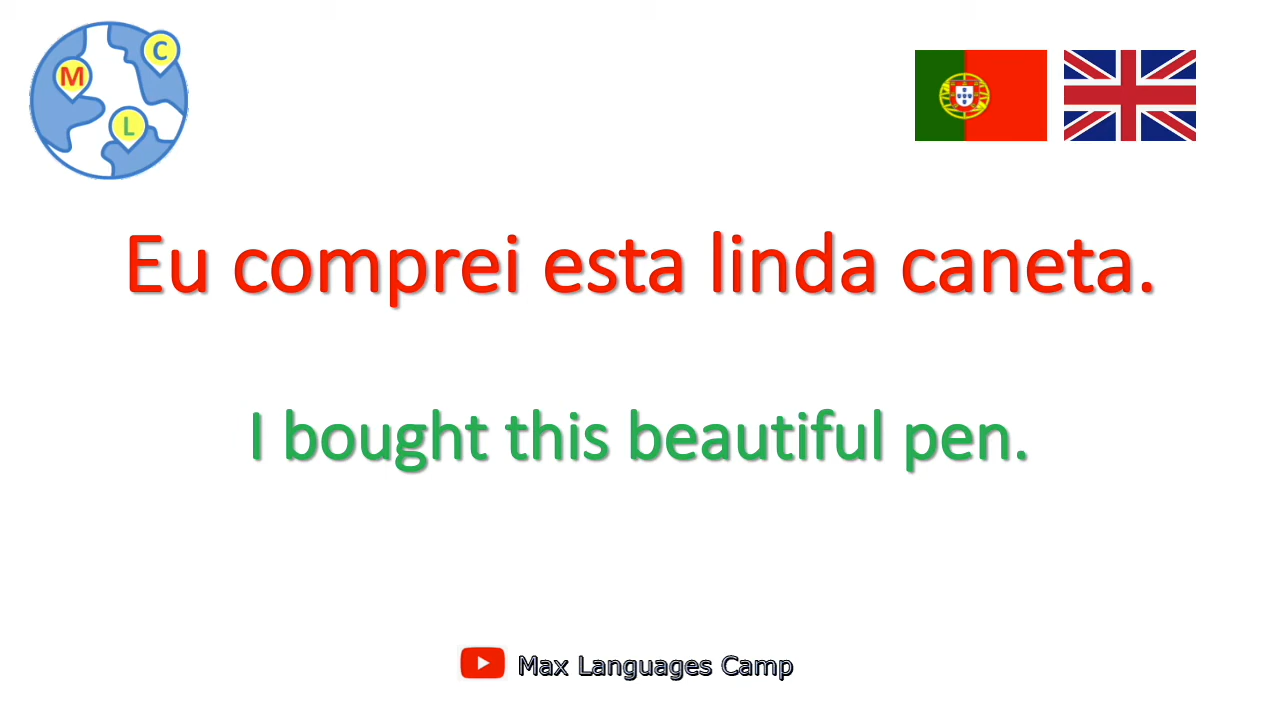 C
M
L
Eu comprei esta linda caneta.
I bought this beautiful pen.
Max Languages Camp